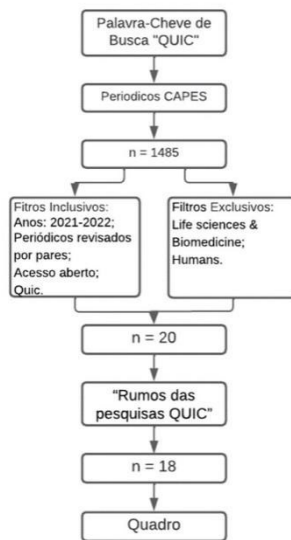 Palavra-Cheve de
Busca "QUIC"
Periodicos CAPES
n = 1485
Fitros Inclusivos:
Anos: 2021-2022;
Periódicos revisados
por pares;
Acesso aberto;
Quic.
Filtros Exclusivos:
Life sciences &
Biomedicine;
Humans.
n = 20
“Rumos das
pesquisas QUIC”
n = 18
Quadro